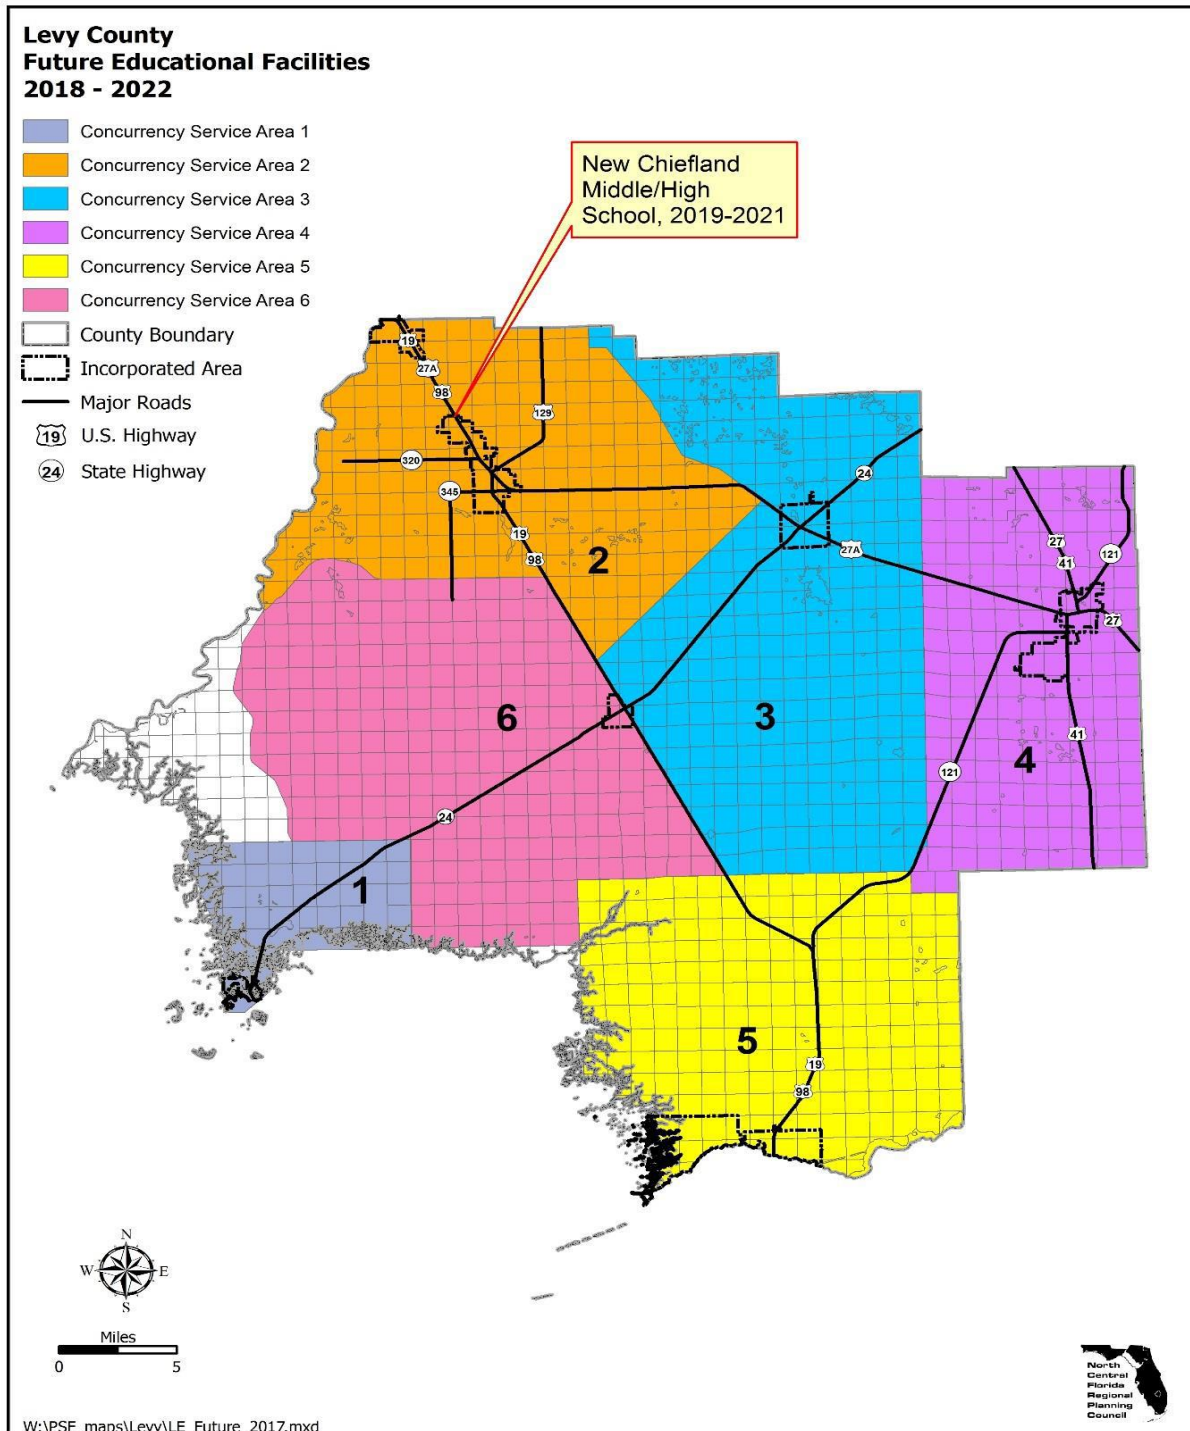 Levy County
Future Educational Facilities
2018 - 2022
Concurrency Service Area 1
Concurrency Service Area 2
Concurrency Service Area 3
Concurrency Service Area 4
Concurrency Service Area 5
Concurrency Service Area 6
County Boundary
Incorporated Area
Major Roads
19 U.S. Highway
24 State Highway
New Chiefland
Middle/High
School, 2019-2021
19
27A
98
129
320
345
24
19
98
2
27A
27
41
121
27
6
3
41
4
121
24
1
5
19
98
N
W E
S
Miles
0 5
North
Central
Florida
Regional
Planning
Council
W:\PSF_maps\Levy\LE_Future_2017.mxd